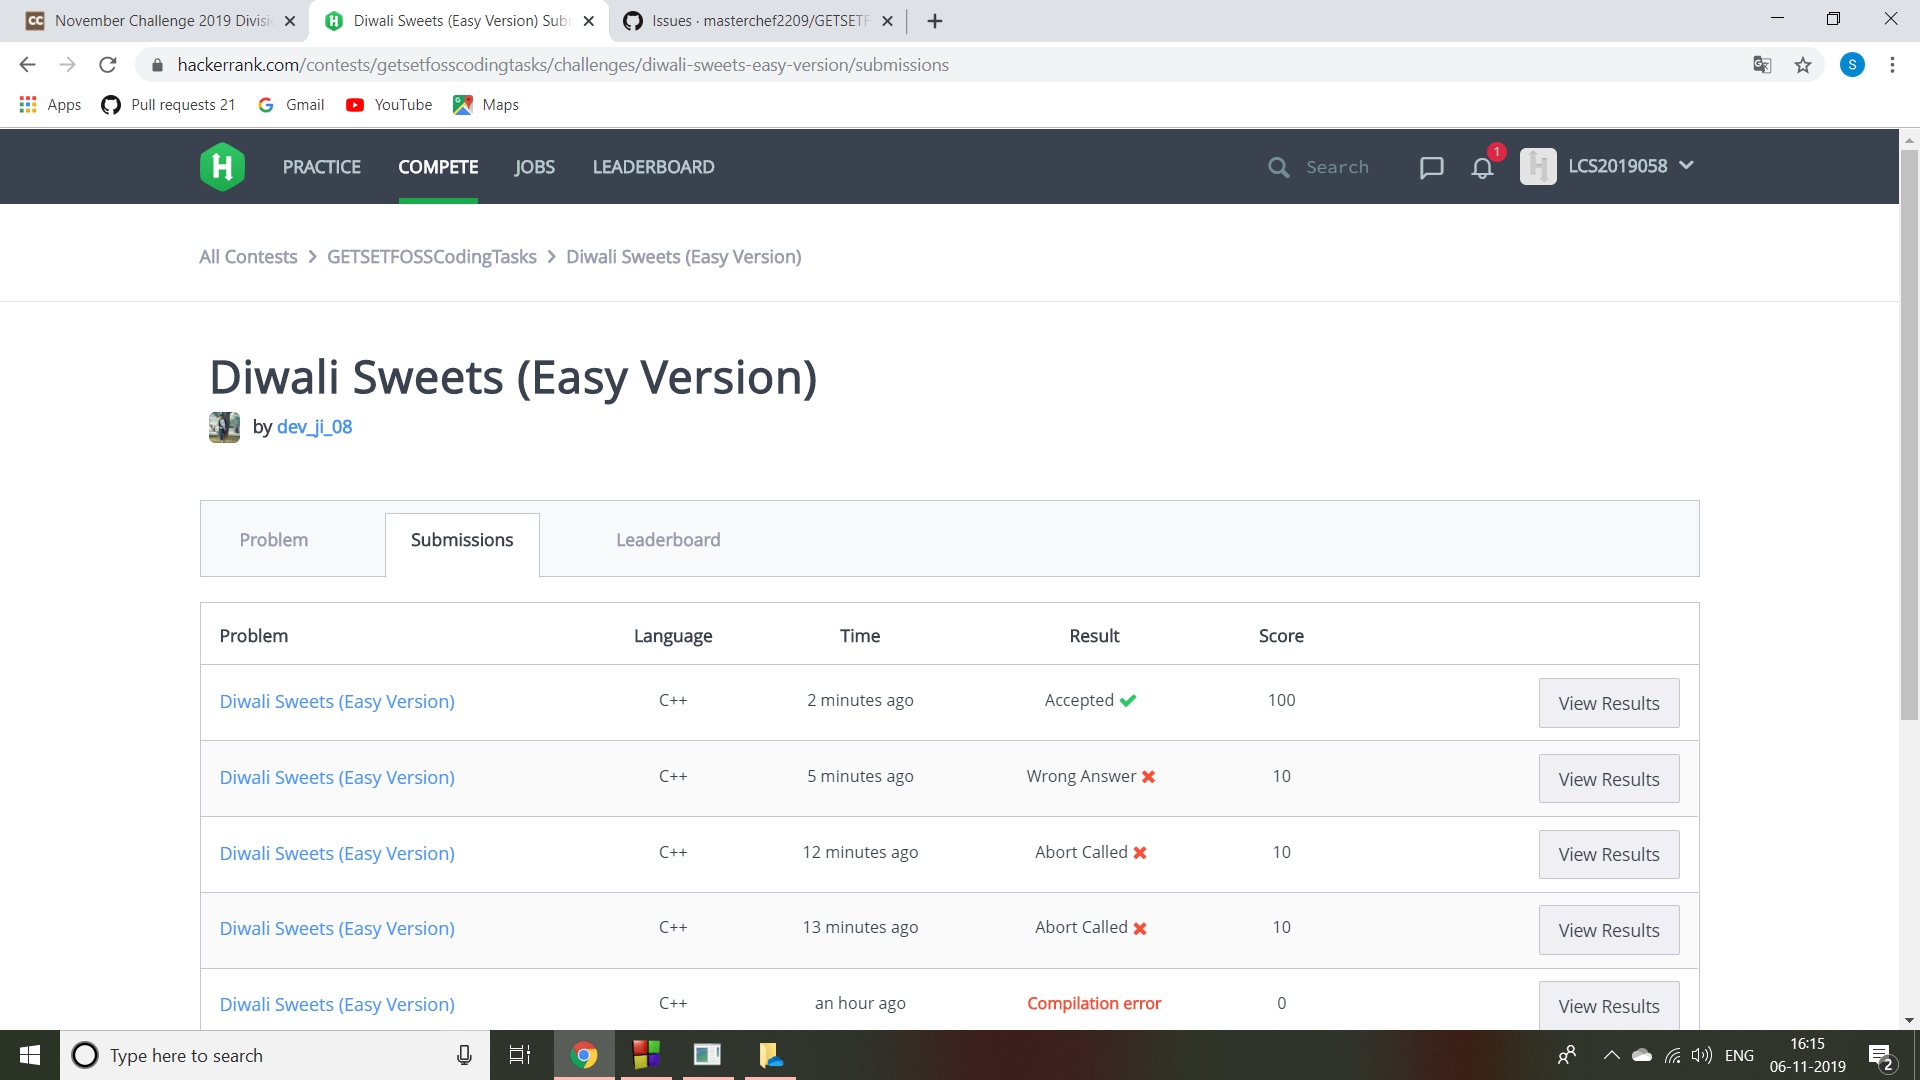 November Challenge 2019 Divisi
Diwali Sweets (Easy Version) Sub
Issues · masterchef2209/GETSETF
hackerrank.com/contests/getsetfosscodingtasks/challenges/diwali-sweets-easy-version/submissions
S
Apps
Pull requests 21
Gmail
YouTube
Maps
PRACTICE
COMPETE
JOBS
LEADERBOARD
Search
1
LCS2019058
All Contests > GETSETFOSSCodingTasks > Diwali Sweets (Easy Version)
Diwali Sweets (Easy Version)
by dev_ji_08
Problem
Submissions
Leaderboard
Problem Language Time Result Score
Diwali Sweets (Easy Version) C++ 2 minutes ago Accepted 100 View Results
Diwali Sweets (Easy Version) C++ 5 minutes ago Wrong Answer 10 View Results
Diwali Sweets (Easy Version) C++ 12 minutes ago Abort Called 10 View Results
Diwali Sweets (Easy Version) C++ 13 minutes ago Abort Called 10 View Results
Diwali Sweets (Easy Version) C++ an hour ago Compilation error 0 View Results
Type here to search
ENG
16:15
06-11-2019
2